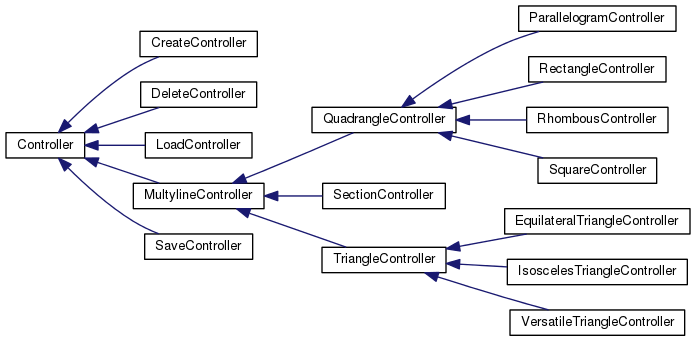 Controller
CreateController
DeleteController
LoadController
MultylineController
SaveController
QuadrangleController
SectionController
TriangleController
ParallelogramController
RectangleController
RhombousController
SquareController
EquilateralTriangleController
IsoscelesTriangleController
VersatileTriangleController